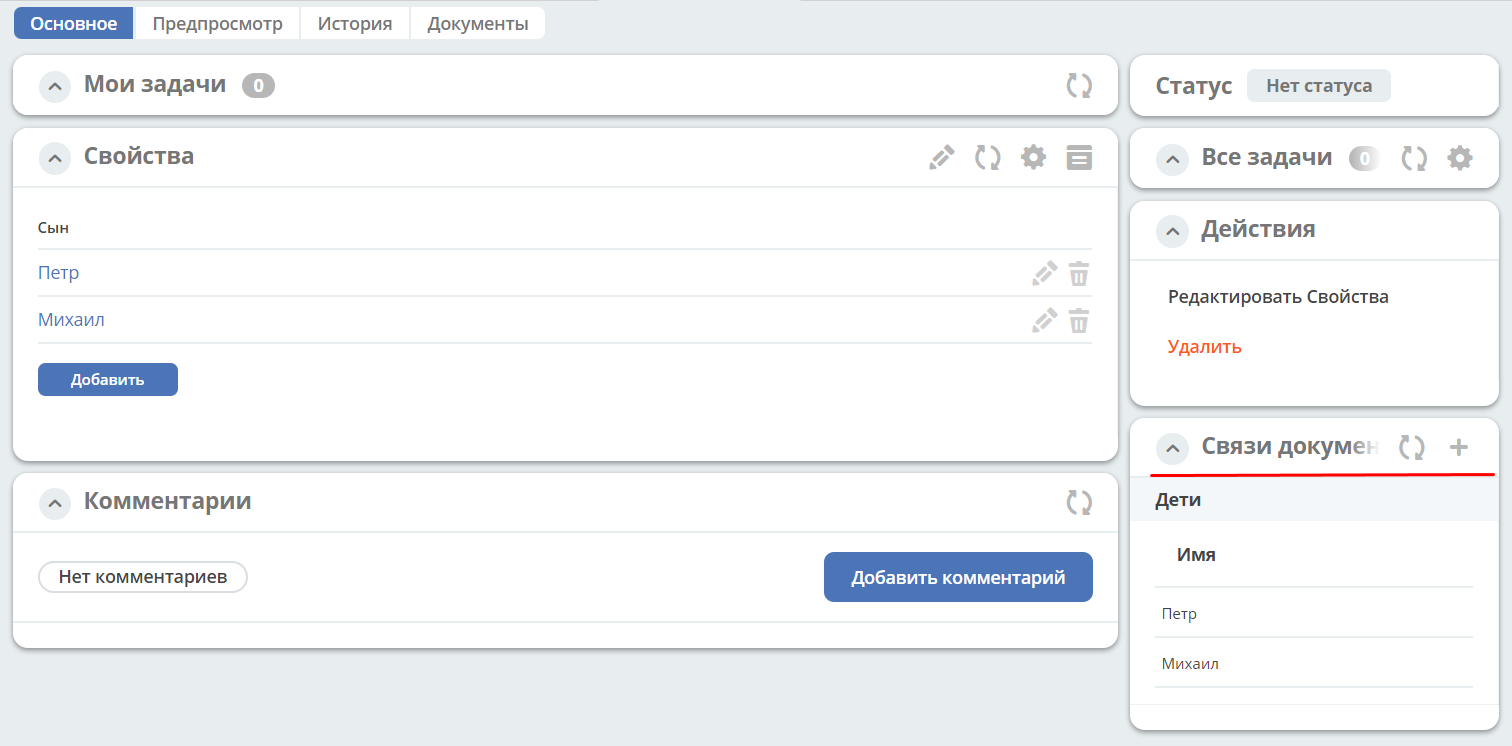 Основное Предпросмотр История Документы
Мои задачи 0
Свойства
Сын
Петр
Михаил
Добавить
Комментарии
Нет комментариев Добавить комментарий
Статус Нет статуса
Все задачи 0
Действия
Редактировать Свойства
Удалить
Связи докумен
Дети
Имя
Петр
Михаил